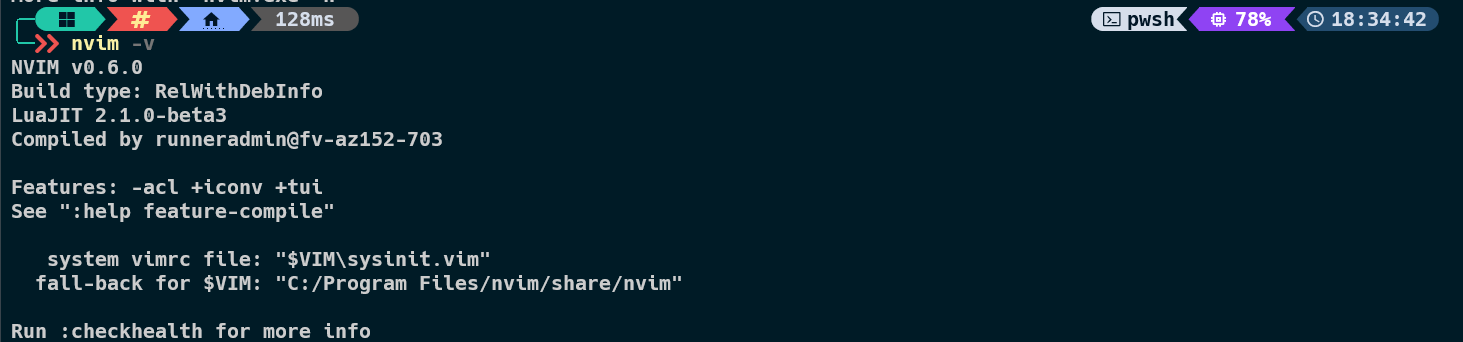 # 128ms pwsh 78% 18:34:42
nvim -v
NVIM v0.6.0
Build type: RelWithDebInfo
LuaJIT 2.1.0-beta3
Compiled by runneradmin@fv-az152-703
Features: -acl +iconv +tui
See ":help feature-compile"
system vimrc file: "$VIM\sysinit.vim"
fall-back for $VIM: "C:/Program Files/nvim/share/nvim"
Run :checkhealth for more info